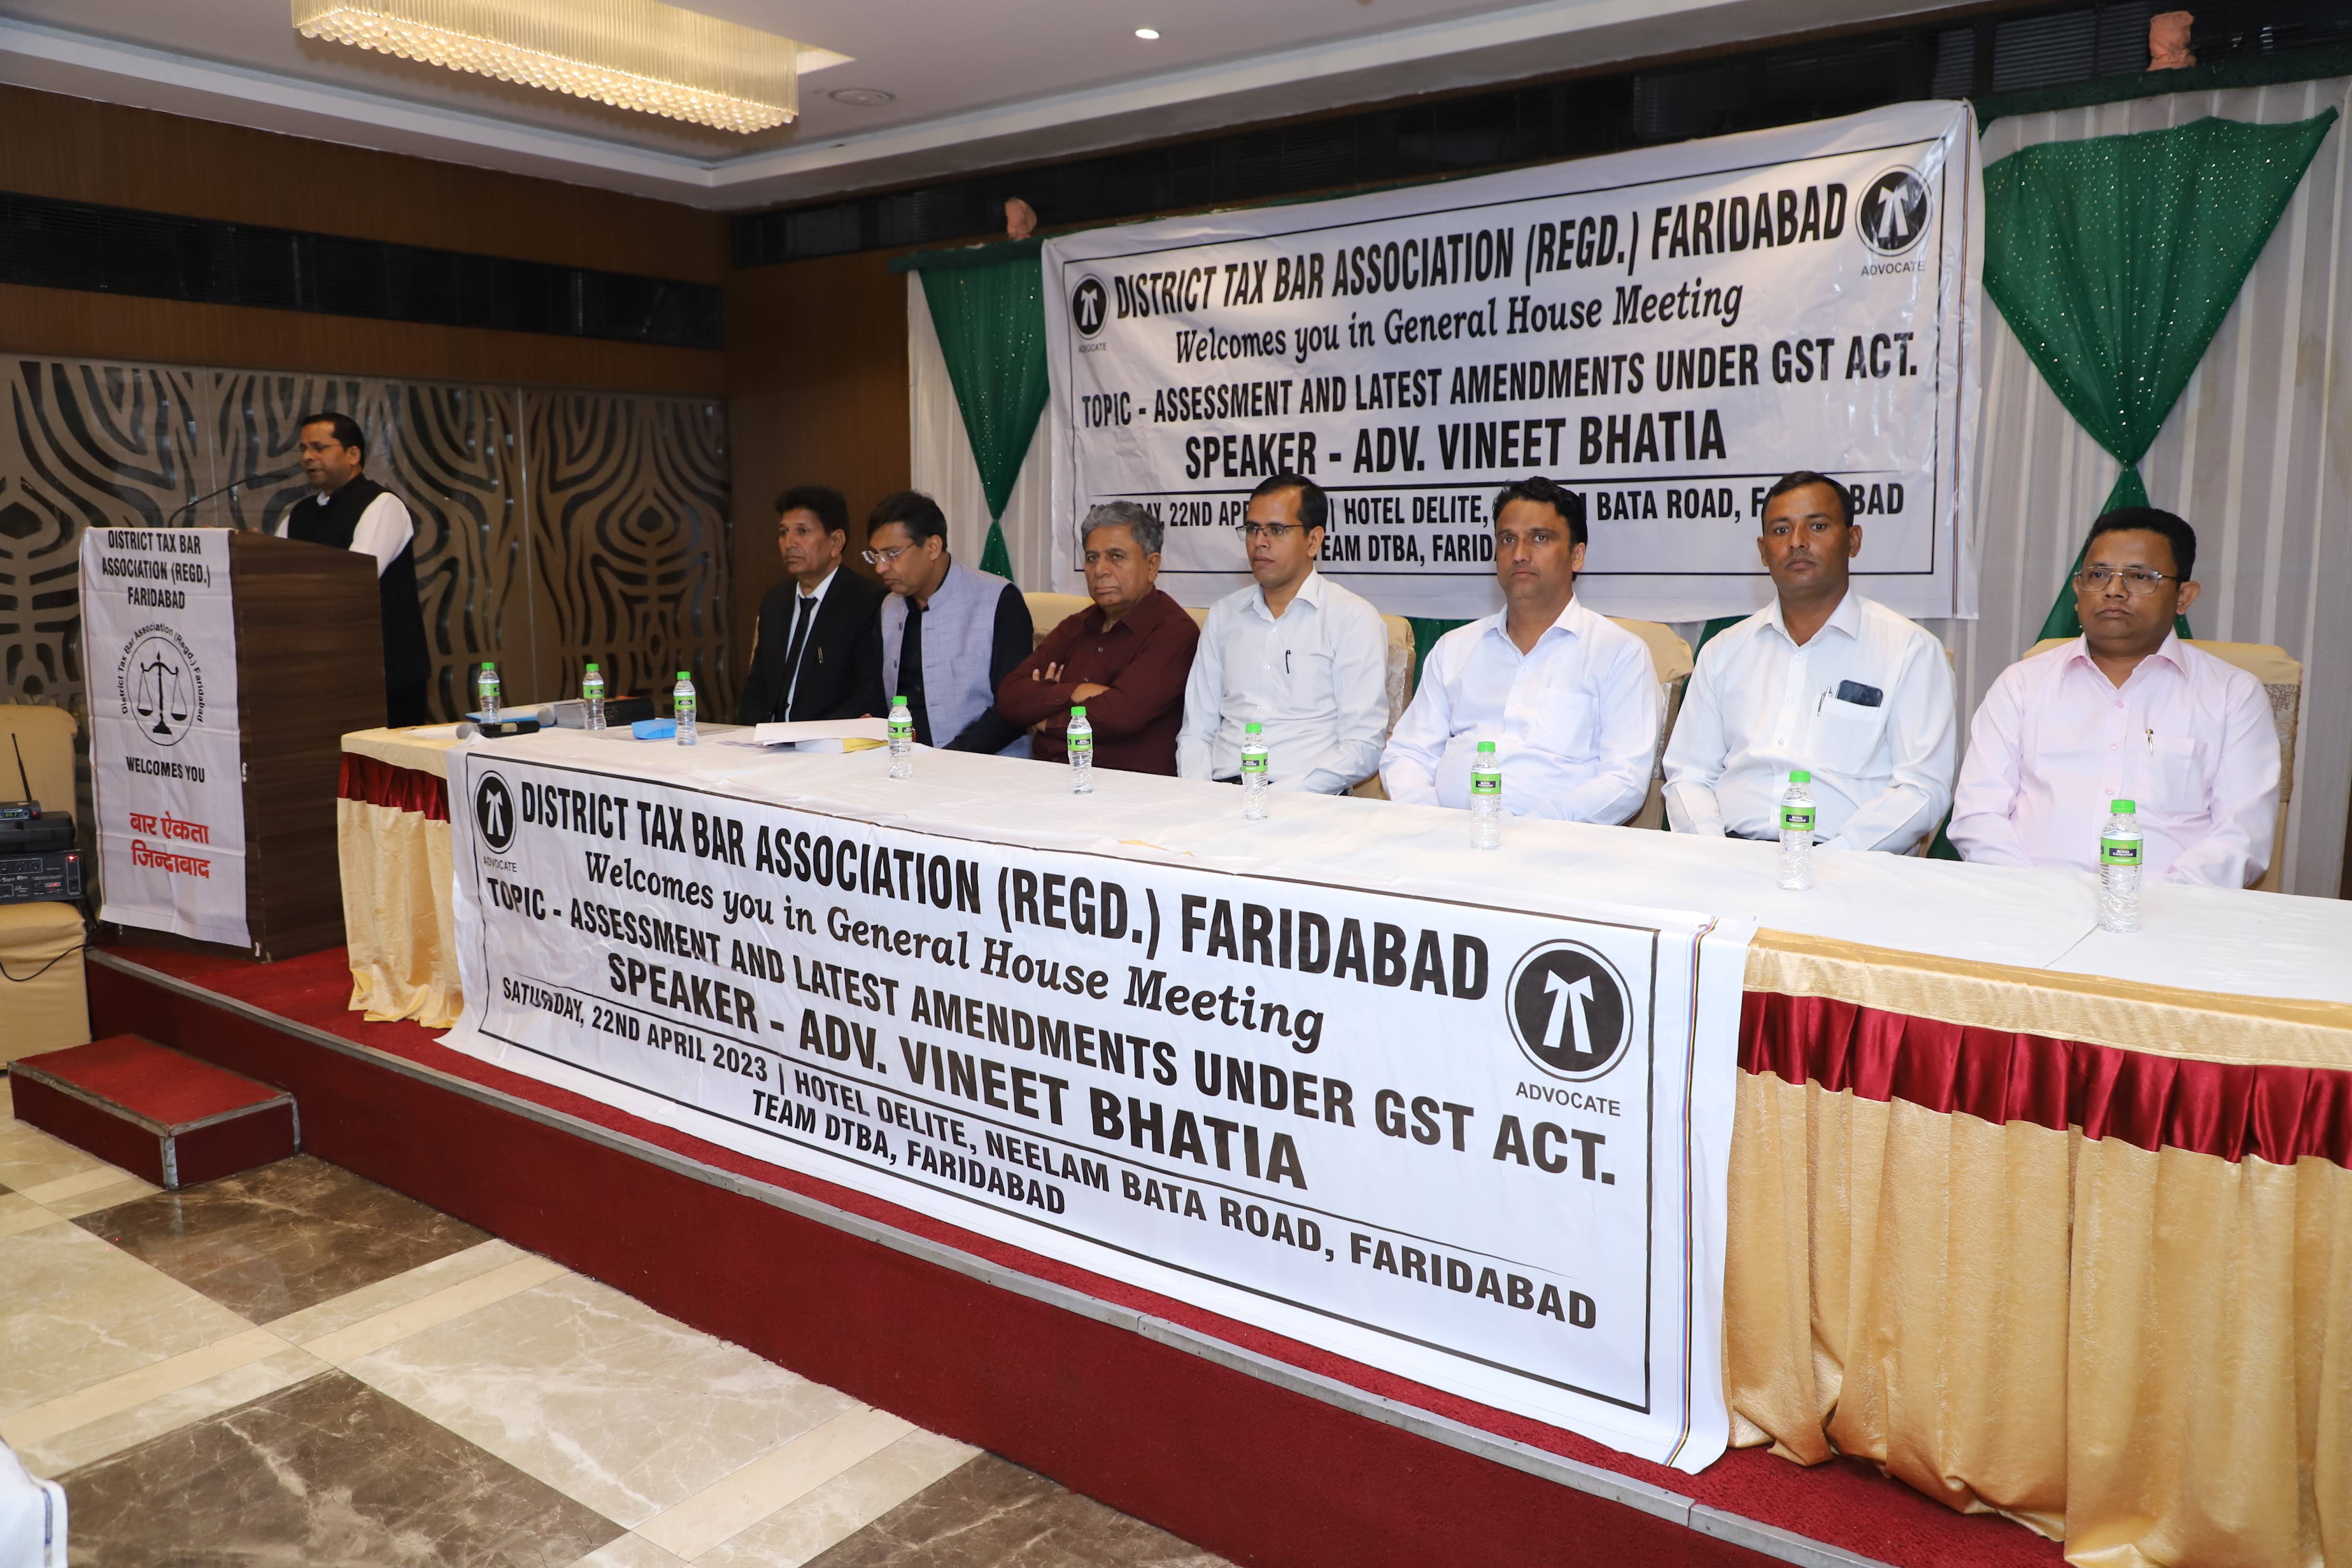 DISTRICT TAX BAR ASSOCIATION (REGD.) FARIDABAD
Welcomes you in General House Meeting
TOPIC - ASSESSMENT AND LATEST AMENDMENTS UNDER GST ACT.
SPEAKER - ADV. VINEET BHATIA
22ND | HOTEL DELITE, BATA ROAD,
TEAM DTBA,
ADVOCATE
ADVOCATE
DISTRICT TAX BAR
ASSOCIATION (REGD.)
FARIDABAD
District Tax Bar Association (Regd.) Faridabad
WELCOMES YOU
बार ऐकता
जिन्दाबाद
DISTRICT TAX BAR ASSOCIATION (REGD.) FARIDABAD
Welcomes you in General House Meeting
TOPIC - ASSESSMENT AND LATEST AMENDMENTS UNDER GST ACT.
SPEAKER - ADV. VINEET BHATIA
SATURDAY, 22ND APRIL 2023 | HOTEL DELITE, NEELAM BATA ROAD, FARIDABAD
TEAM DTBA, FARIDABAD
ADVOCATE
ADVOCATE